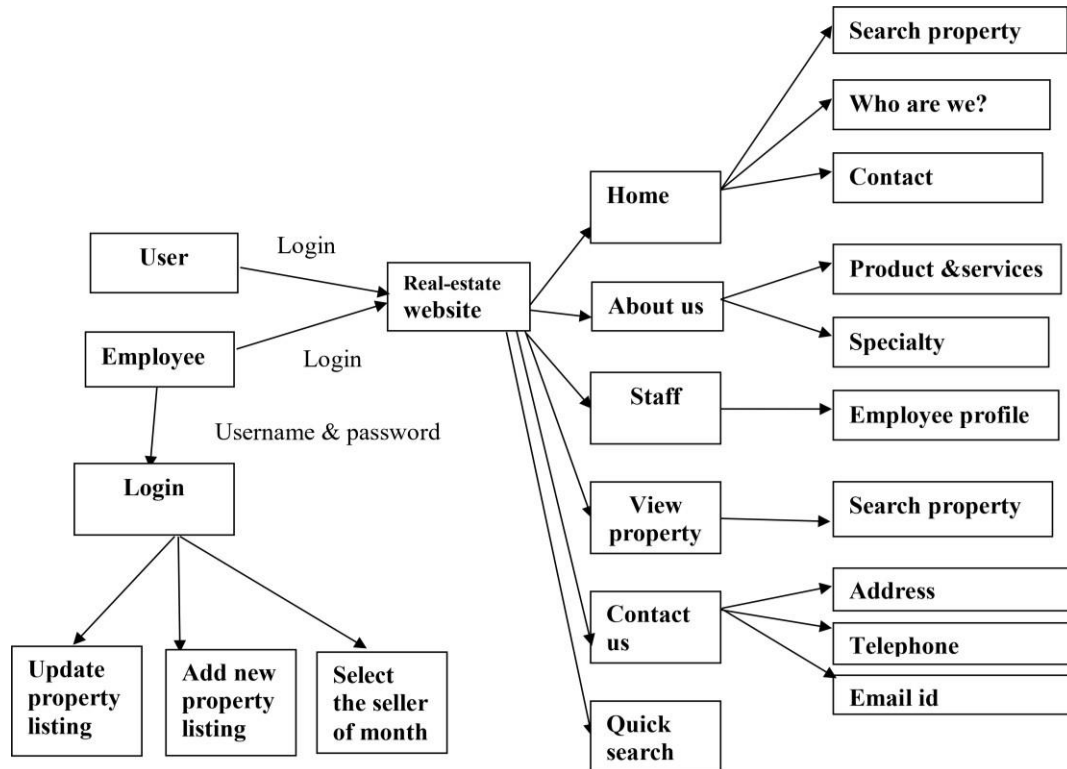 Search property
Who are we?
Contact
Home
User
Login
Product &services
Real-estate
website
About us
Specialty
Employee
Login
Staff
Employee profile
Username & password
Login
View
property
Search property
Contact
us
Address
Telephone
Email id
Update
property
listing
Add new
property
listing
Select
the seller
of month
Quick
search